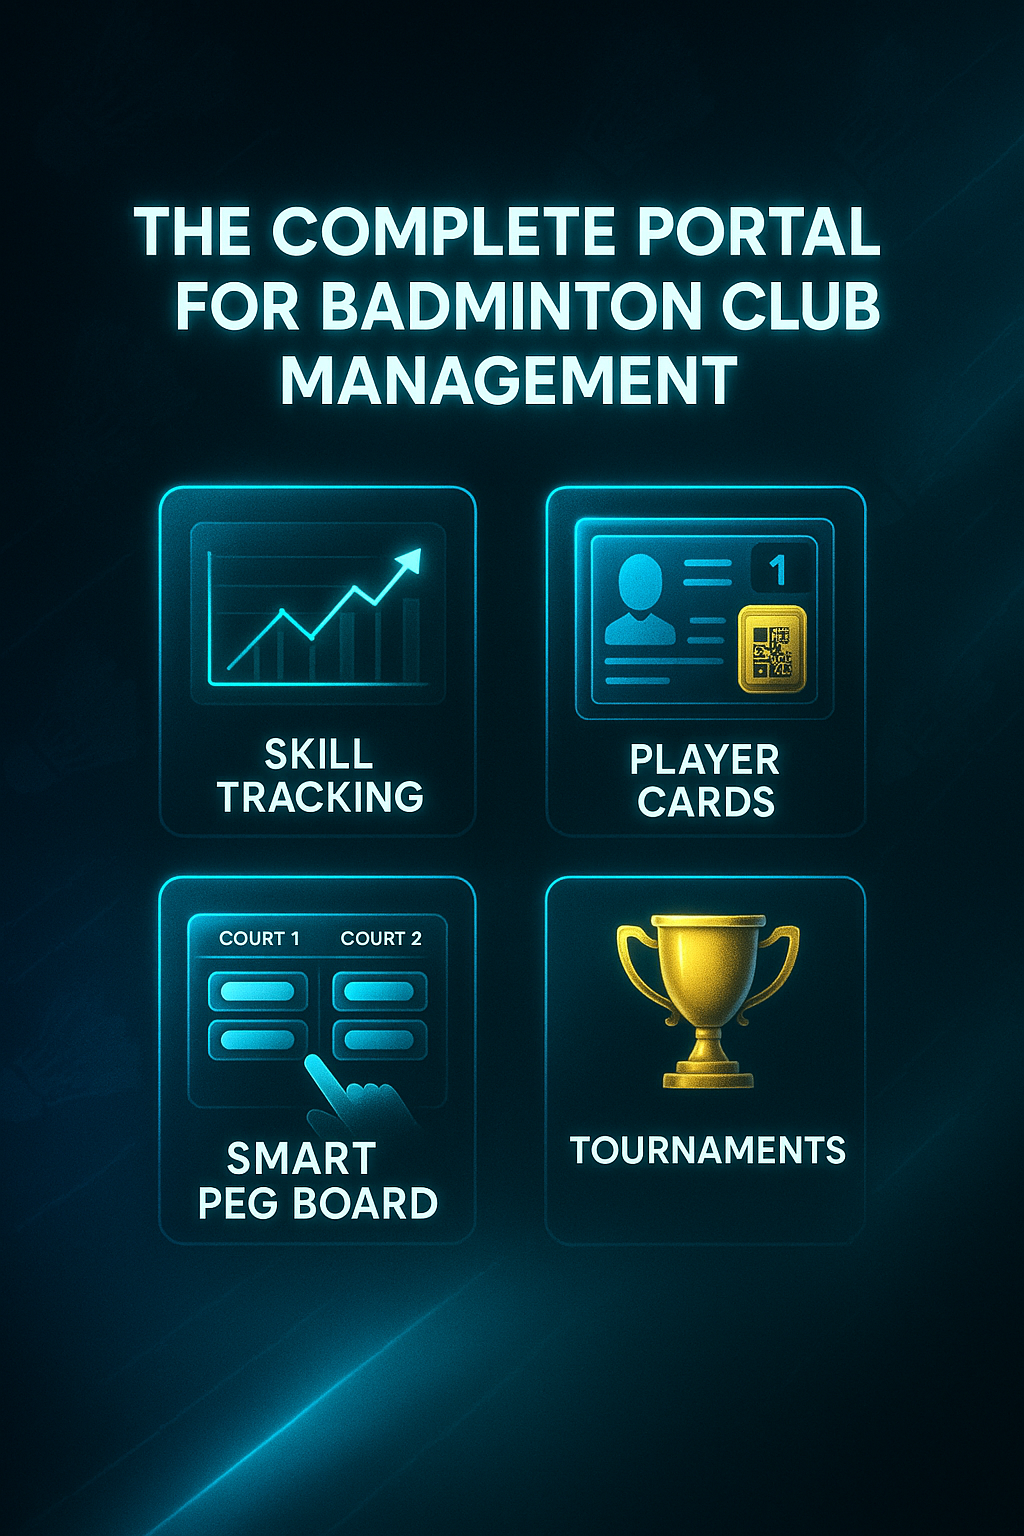 THE COMPLETE PORTAL
FOR BADMINTON CLUB
MANAGEMENT
SKILL
TRACKING
1
PLAYER
CARDS
COURT 1 COURT 2
SMART
PEG BOARD
TOURNAMENTS